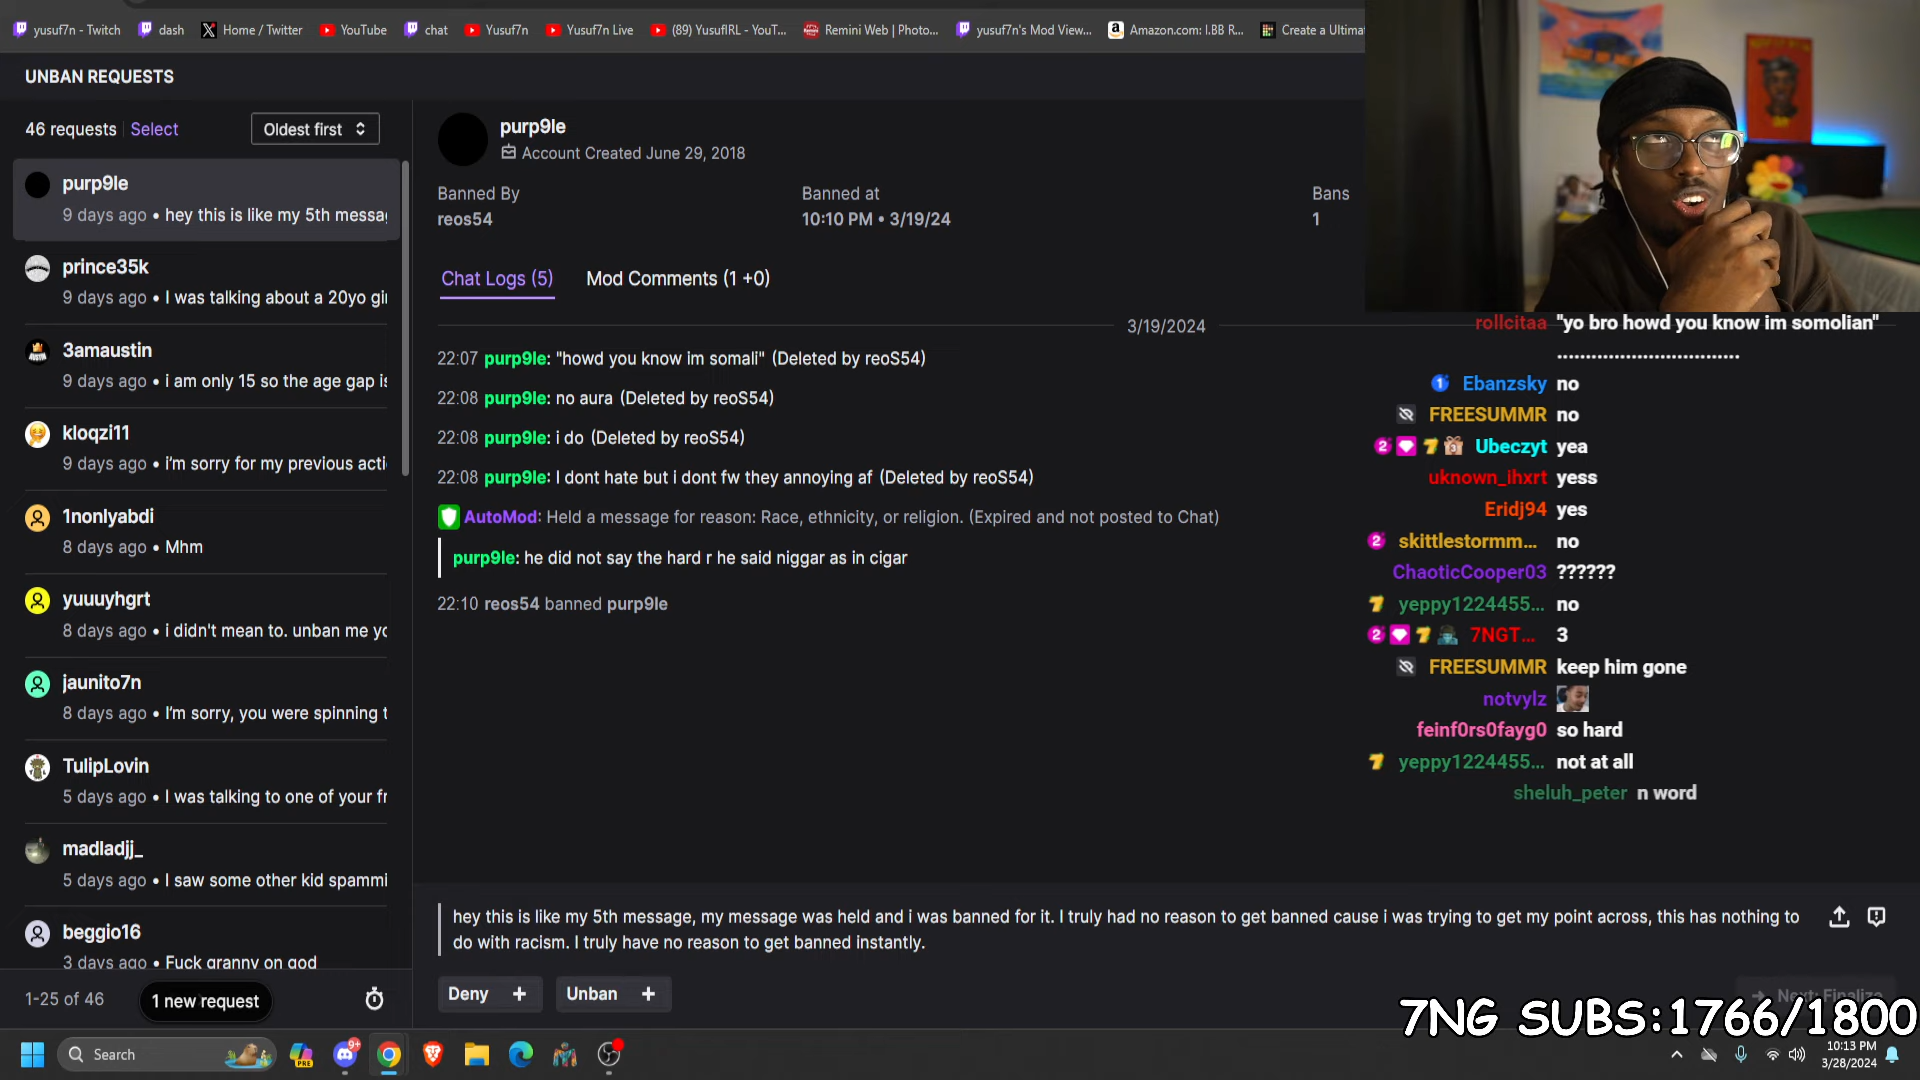 yusuf7n - Twitch
dash
Home / Twitter
YouTube
chat
Yusuf7n
Yusuf7n Live
(89) YusufIRL - YouT...
Remini Web | Photo...
yusuf7n's Mod View...
Amazon.com: I.BB R...
Create a Ultima
UNBAN REQUESTS
46 requests Select
Oldest first
purp9le
9 days ago • hey this is like my 5th messag
prince35k
9 days ago • I was talking about a 20yo gir
3amaustin
9 days ago • i am only 15 so the age gap is
kloqzi11
9 days ago • i'm sorry for my previous acti
1nonlyabdi
8 days ago • Mhm
yuuuyhgrt
8 days ago • i didn't mean to. unban me yo
jaunito7n
8 days ago • I'm sorry, you were spinning t
TulipLovin
5 days ago • I was talking to one of your fr
madladjj_
5 days ago • I saw some other kid spammi
beggio16
3 days ago • Fuck granny on god
1-25 of 46
1 new request
purp9le
Account Created June 29, 2018
Banned By
reos54
Banned at
10:10 PM • 3/19/24
Bans
1
Chat Logs (5)
Mod Comments (1 +0)
3/19/2024
22:07 purp9le: "howd you know im somali" (Deleted by reoS54)
22:08 purp9le: no aura (Deleted by reoS54)
22:08 purp9le: i do (Deleted by reoS54)
22:08 purp9le: I dont hate but i dont fw they annoying af (Deleted by reoS54)
AutoMod: Held a message for reason: Race, ethnicity, or religion. (Expired and not posted to Chat)
purp9le: he did not say the hard r he said niggar as in cigar
22:10 reos54 banned purp9le
hey this is like my 5th message, my message was held and i was banned for it. I truly had no reason to get banned cause i was trying to get my point across, this has nothing to
do with racism. I truly have no reason to get banned instantly.
Deny +
Unban +
Next: Finalize
rollcitaa "yo bro howd you know im somolian"
................................
Ebanzsky no
FREESUMMR no
Ubeczyt yea
uknown_ihxrt yess
Eridj94 yes
skittlestormm... no
ChaoticCooper03 ??????
yeppy1224455... no
7NGT... 3
FREESUMMR keep him gone
notvylz
feinf0rs0fayg0 so hard
yeppy1224455... not at all
sheluh_peter n word
7NG SUBS:1766/1800
Search
PRE
9+
10:13 PM
3/28/2024